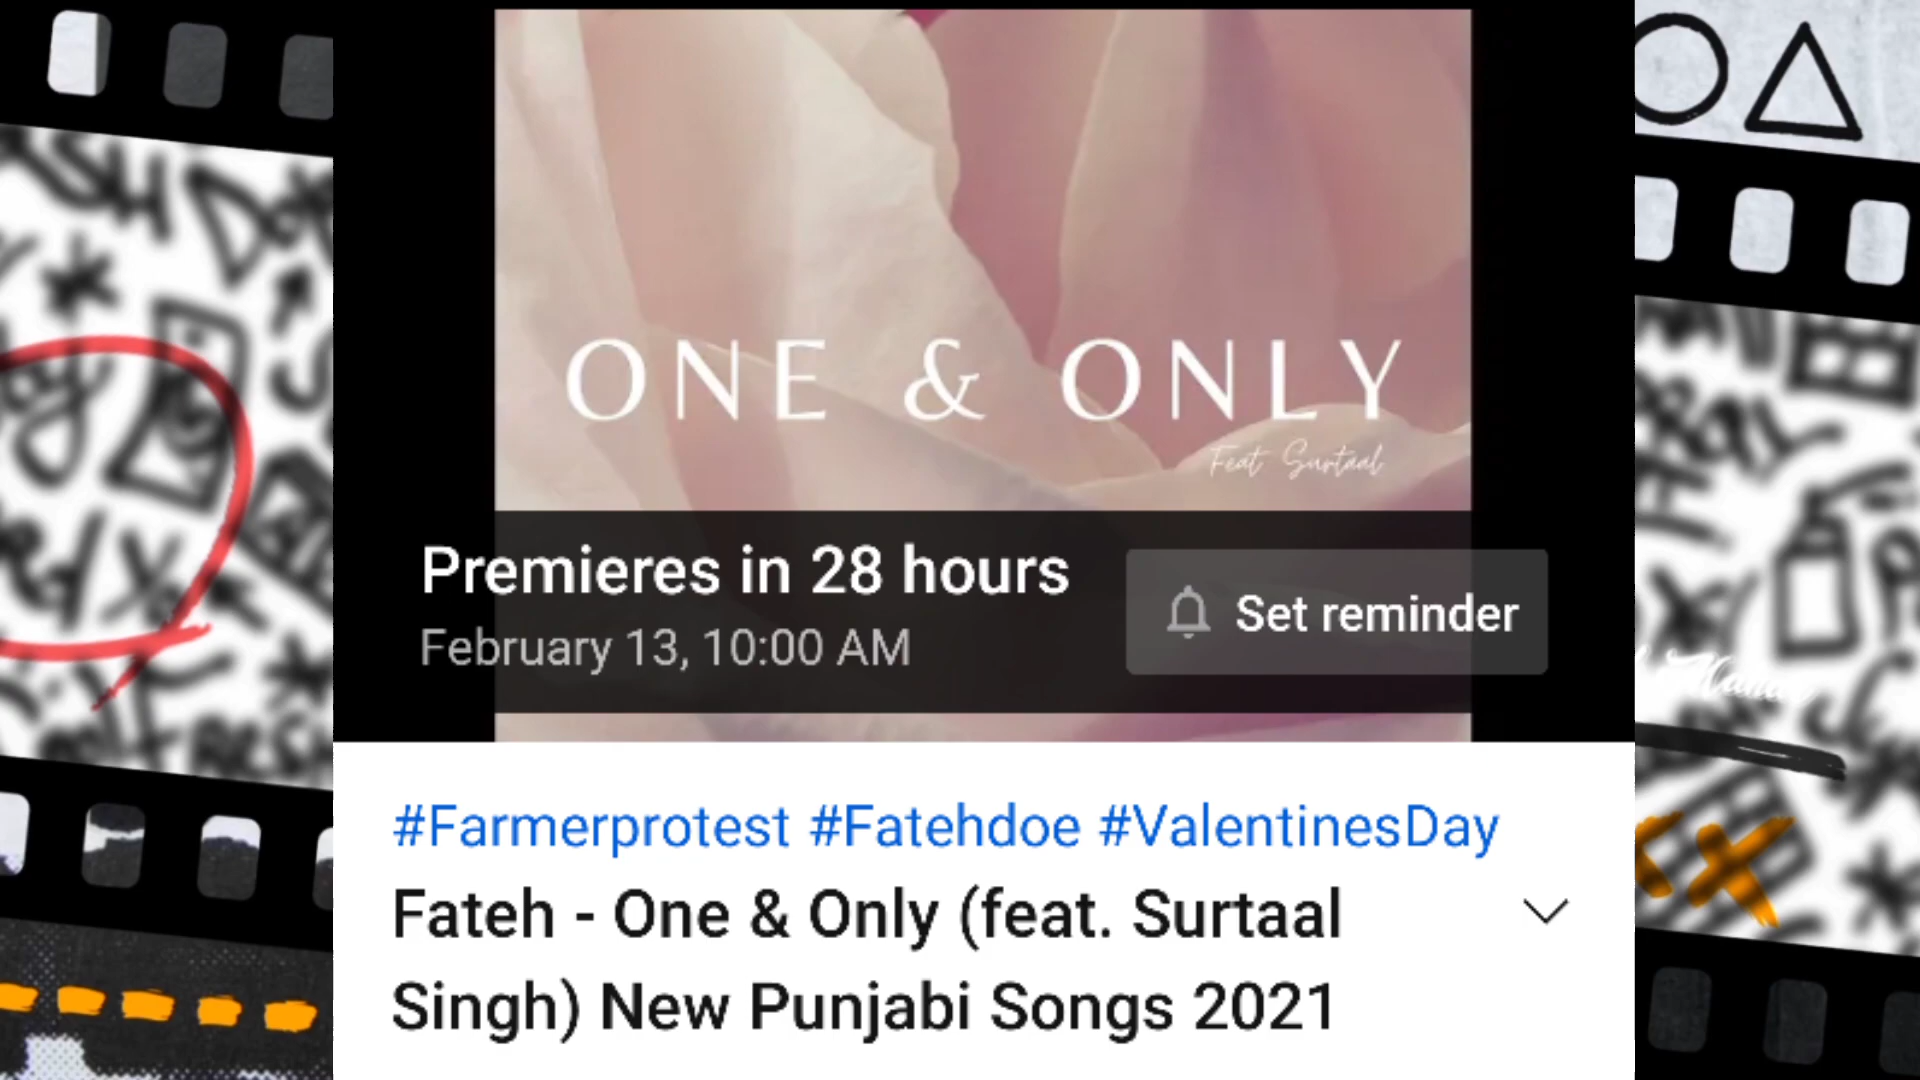 ONE & ONLY
Feat Surtaal
Premieres in 28 hours
February 13, 10:00 AM
Set reminder
#Farmerprotest #Fatehdoe #ValentinesDay
Fateh - One & Only (feat. Surtaal
Singh) New Punjabi Songs 2021